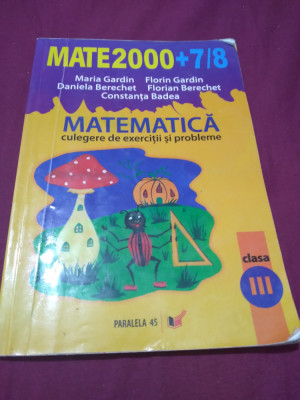 MATE2000+7/8
Maria Gardin Florin Gardin
Daniela Berechet Florian Berechet
Constanța Badea
MATEMATICĂ
culegere de exerciții și probleme
clasa
III
PARALELA 45